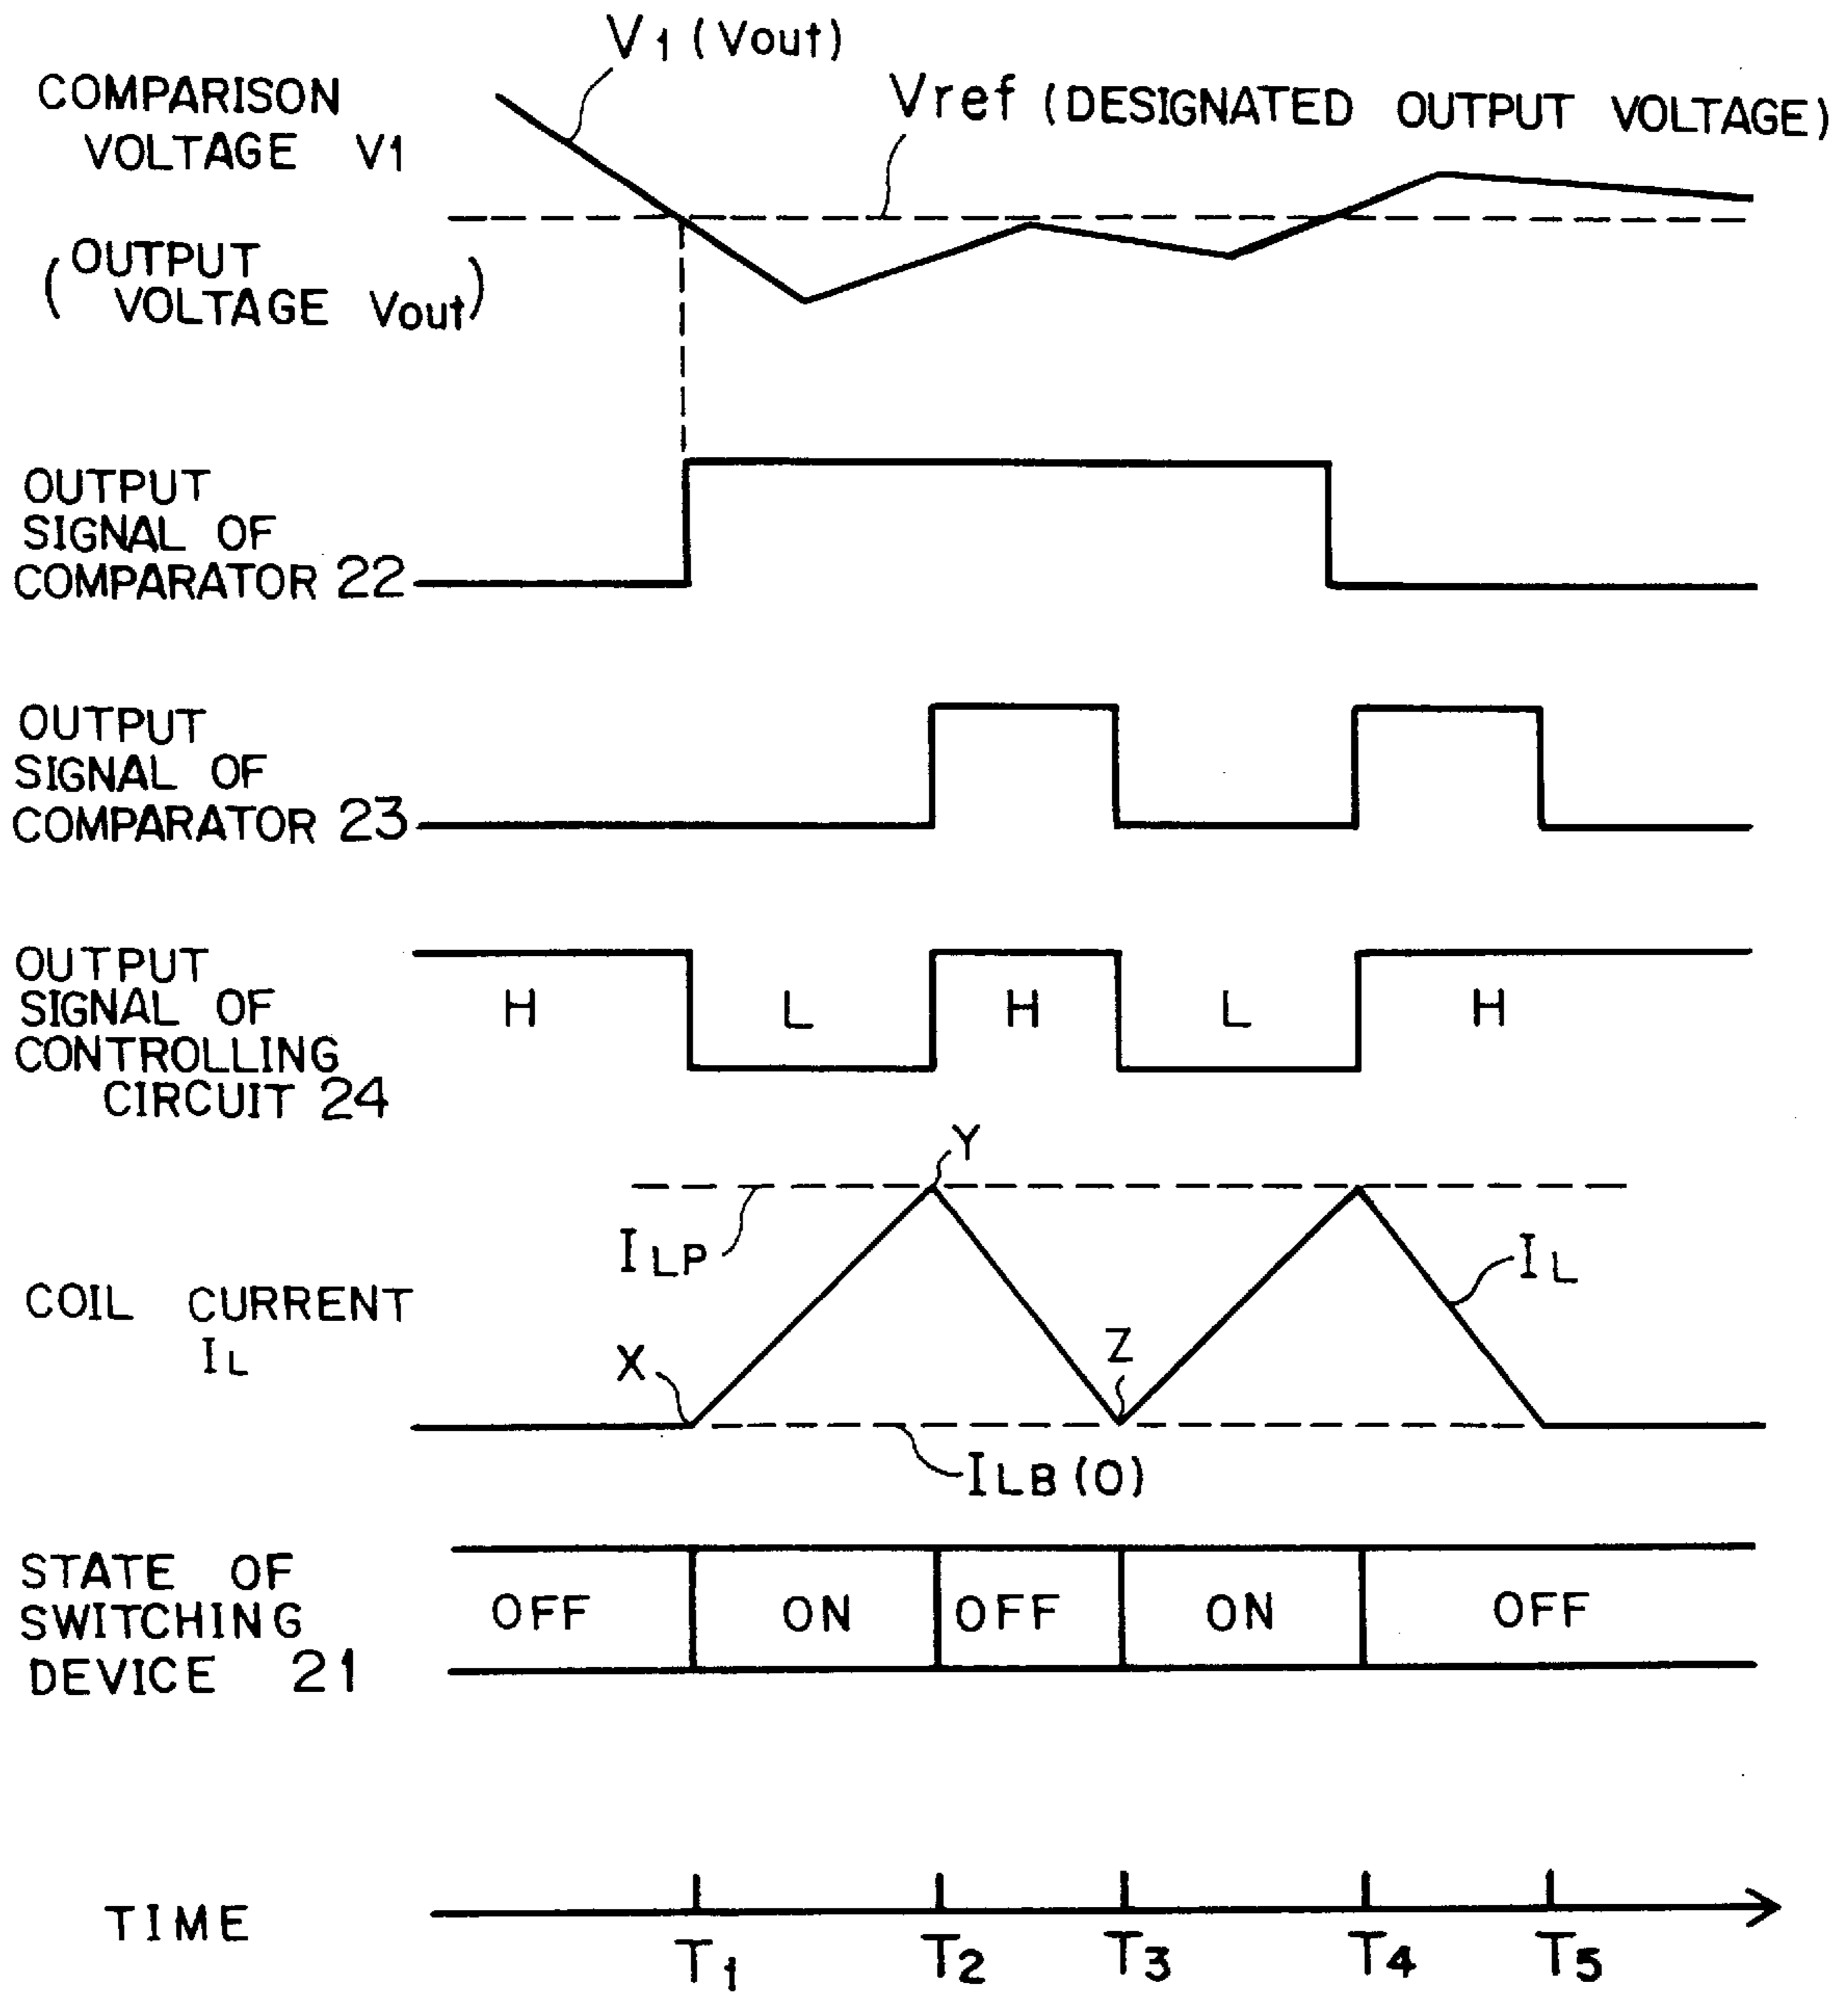 V1 (Vout)
COMPARISON
VOLTAGE V1
Vref (DESIGNATED OUTPUT VOLTAGE)
(OUTPUT
VOLTAGE Vout)
OUTPUT
SIGNAL OF
COMPARATOR 22
OUTPUT
SIGNAL OF
COMPARATOR 23
OUTPUT
SIGNAL OF
CONTROLLING
CIRCUIT 24
H L H L H
Y
ILP
IL
COIL CURRENT
IL
X
Z
ILB (0)
STATE OF
SWITCHING
DEVICE 21
OFF ON OFF ON OFF
TIME
T1 T2 T3 T4 T5